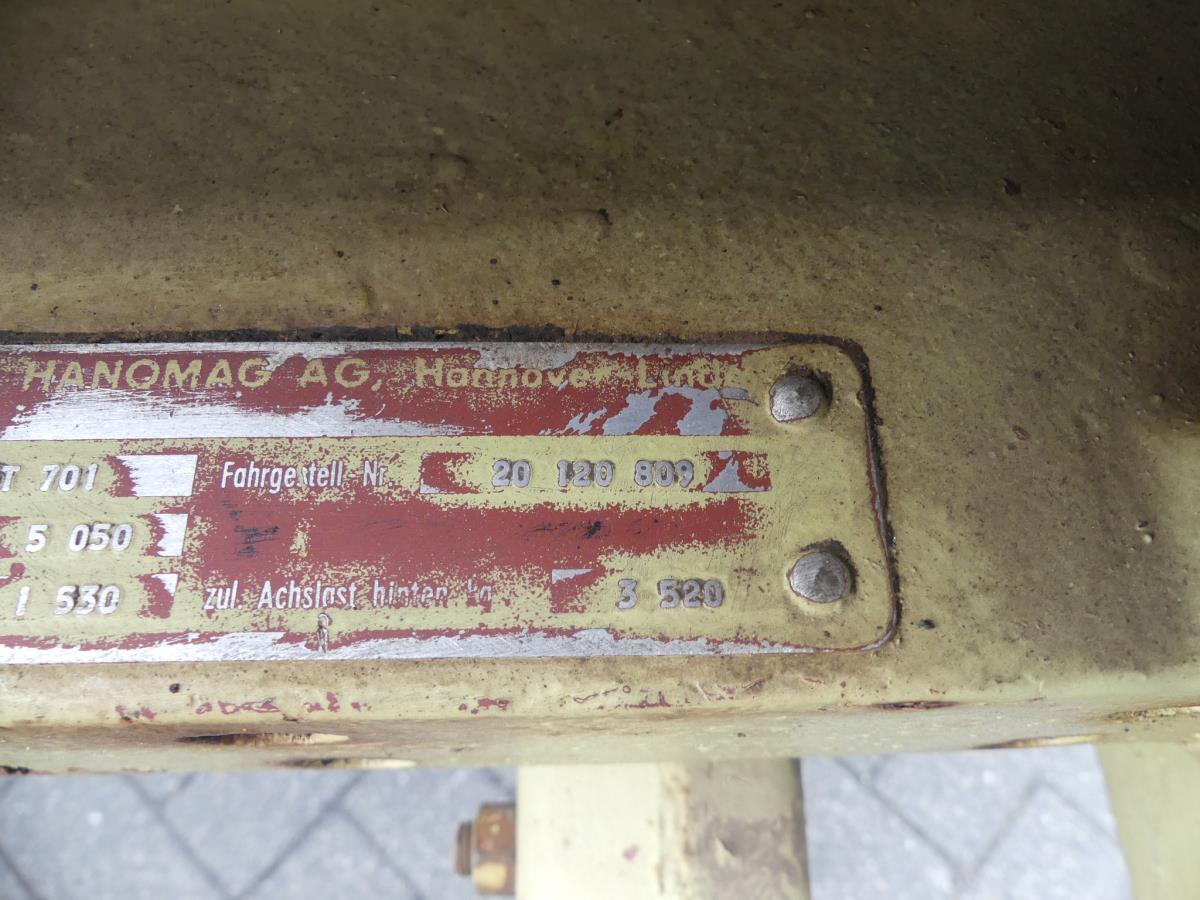 HANOMAG AG, Hannover-Linden
T 701 Fahrgestell-Nr 20 120 809
5 050
1 530 zul. Achslast hinten kg 3 520